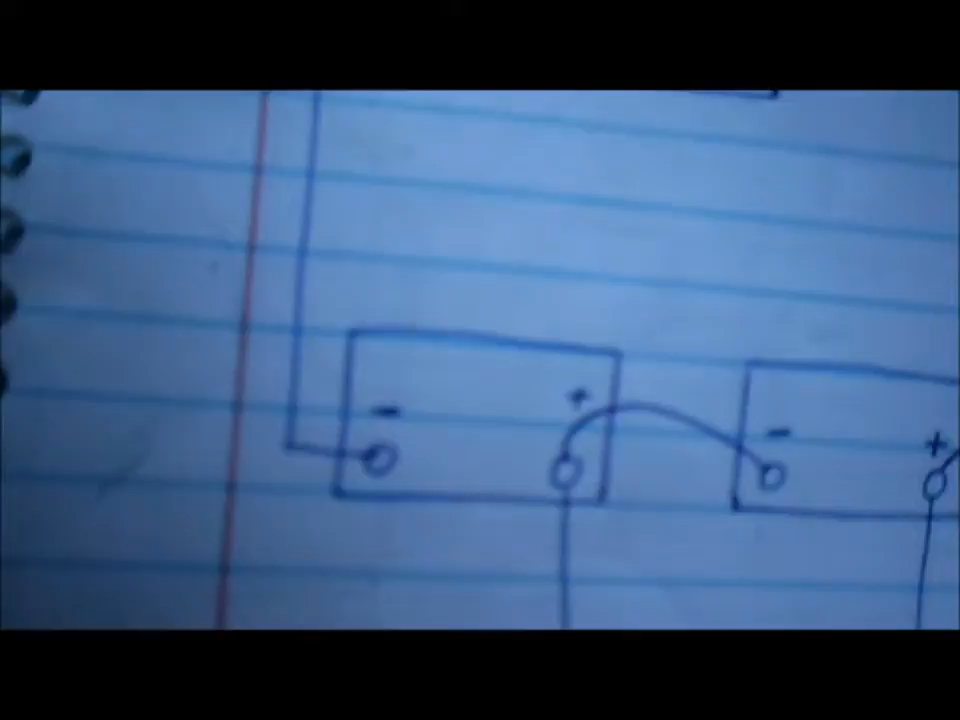 - + - +